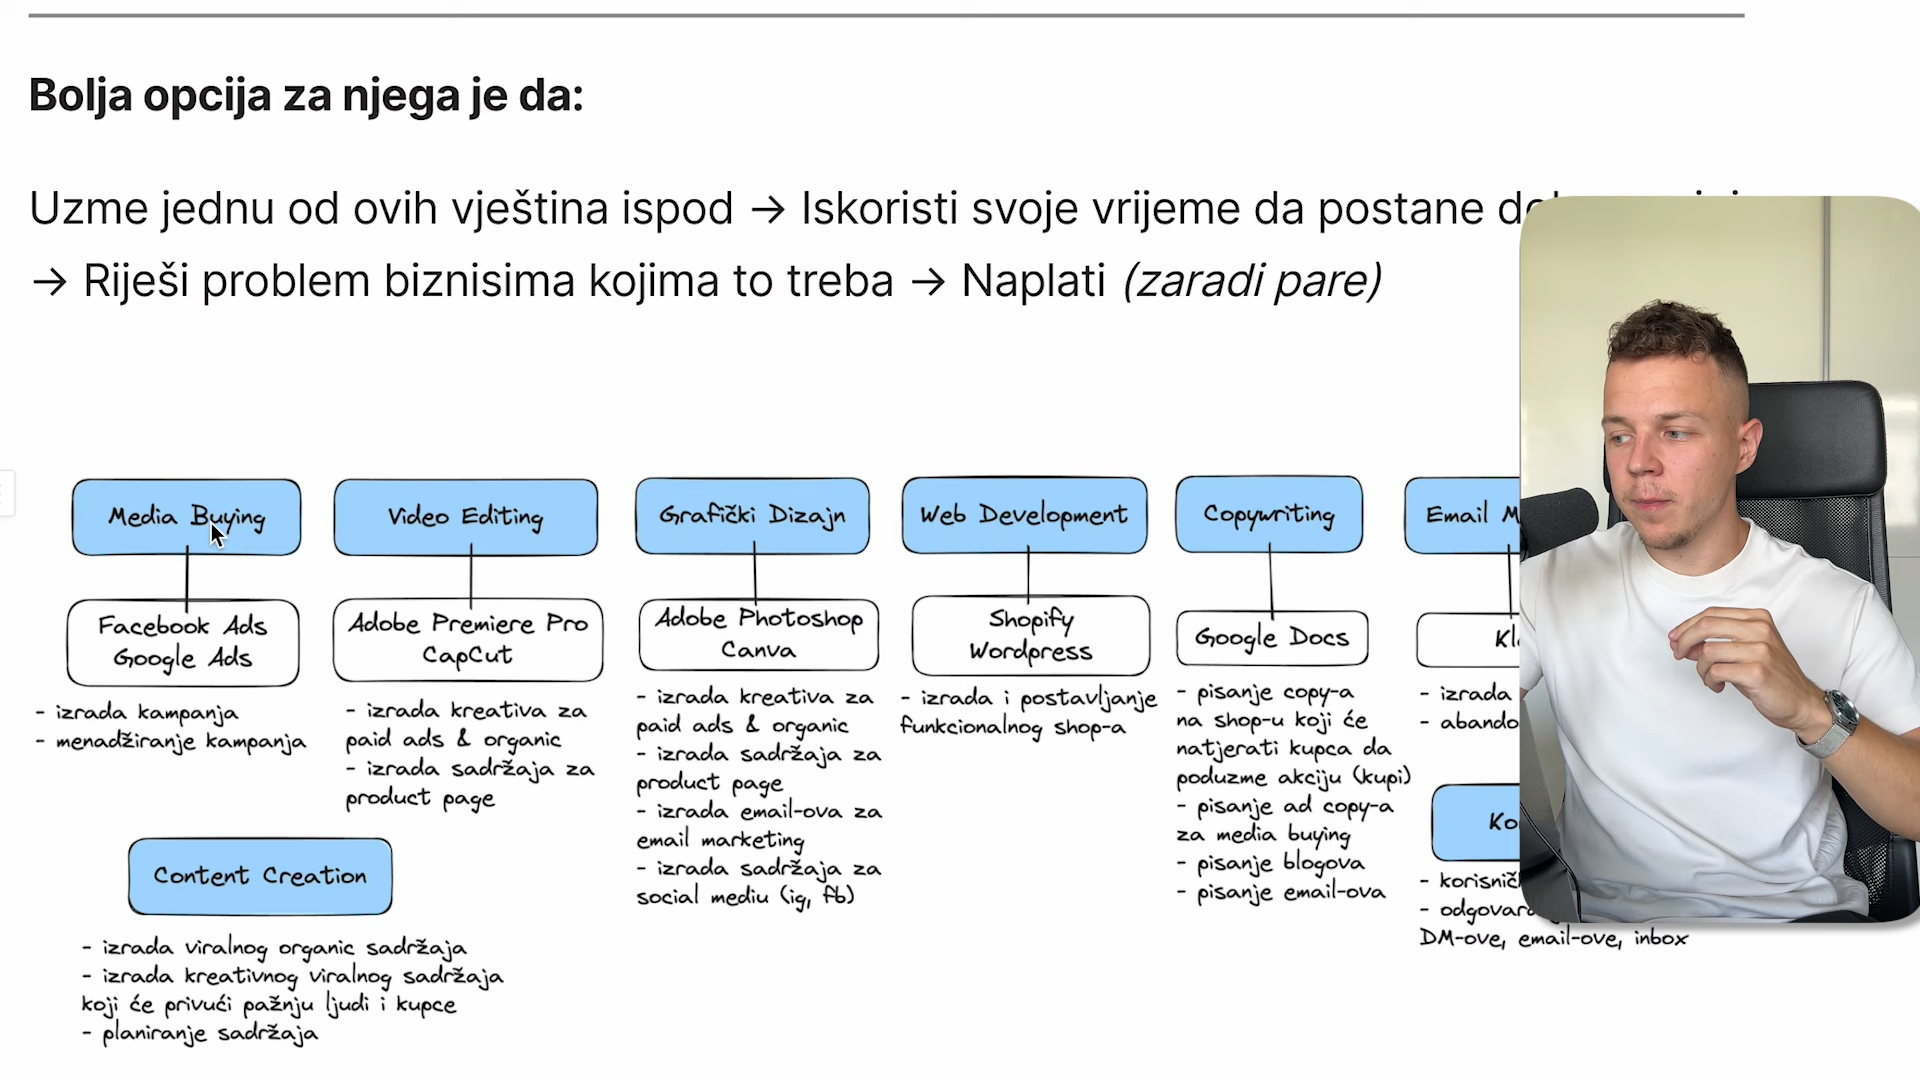 Bolja opcija za njega je da:
Uzme jednu od ovih vještina ispod → Iskoristi svoje vrijeme da postane
→ Riješi problem biznisima kojima to treba → Naplati (zaradi pare)
Media Buying
Facebook Ads
Google Ads
- izrada kampanja
- menadžiranje kampanja
Video Editing
Adobe Premiere Pro
CapCut
- izrada kreativa za
paid ads & organic
- izrada sadržaja za
product page
Grafički Dizajn
Adobe Photoshop
Canva
- izrada kreativa za
paid ads & organic
- izrada sadržaja za
product page
- izrada email-ova za
email marketing
- izrada sadržaja za
social mediu (ig, fb)
Web Development
Shopify
Wordpress
- izrada i postavljanje
funkcionalnog shop-a
Copywriting
Google Docs
- pisanje copy-a
na shop-u koji će
natjerati kupca da
poduzme akciju (kupi)
- pisanje ad copy-a
za media buying
- pisanje blogova
- pisanje email-ova
Email
- izrada
DM-ove, email-ove, inbox
Content Creation
- izrada viralnog organic sadržaja
- izrada kreativnog viralnog sadržaja
koji će privući pažnju ljudi i kupce
- planiranje sadržaja